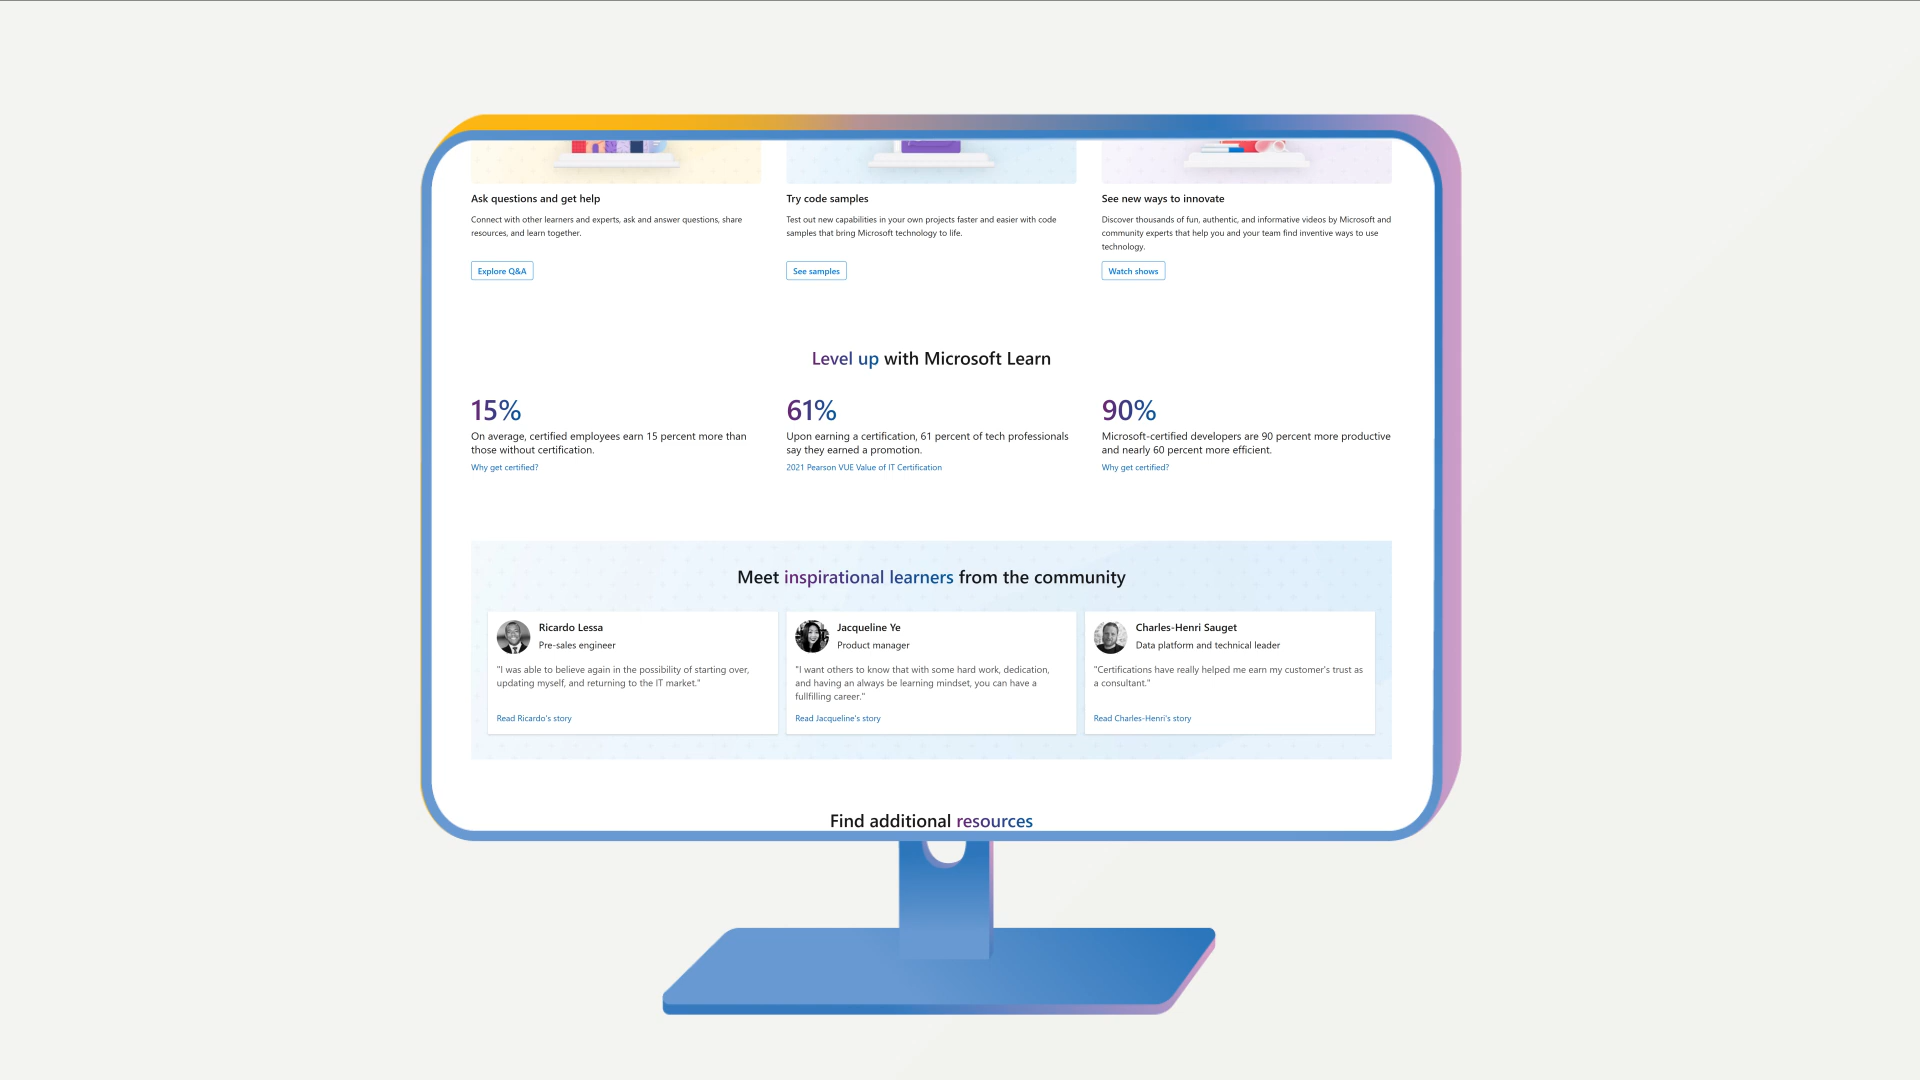 Ask questions and get help
Connect with other learners and experts, ask and answer questions, share
resources, and learn together.
Explore Q&A
Try code samples
Test out new capabilities in your own projects faster and easier with code
samples that bring Microsoft technology to life.
See samples
See new ways to innovate
Discover thousands of fun, authentic, and informative videos by Microsoft and
community experts that help you and your team find inventive ways to use
technology.
Watch shows
Level up with Microsoft Learn
15%
On average, certified employees earn 15 percent more than
those without certification.
Why get certified?
61%
Upon earning a certification, 61 percent of tech professionals
say they earned a promotion.
2021 Pearson VUE Value of IT Certification
90%
Microsoft-certified developers are 90 percent more productive
and nearly 60 percent more efficient.
Why get certified?
Meet inspirational learners from the community
Ricardo Lessa
Pre-sales engineer
"I was able to believe again in the possibility of starting over,
updating myself, and returning to the IT market."
Read Ricardo's story
Jacqueline Ye
Product manager
"I want others to know that with some hard work, dedication,
and having an always be learning mindset, you can have a
fullfilling career."
Read Jacqueline's story
Charles-Henri Sauget
Data platform and technical leader
"Certifications have really helped me earn my customer's trust as
a consultant."
Read Charles-Henri's story
Find additional resources